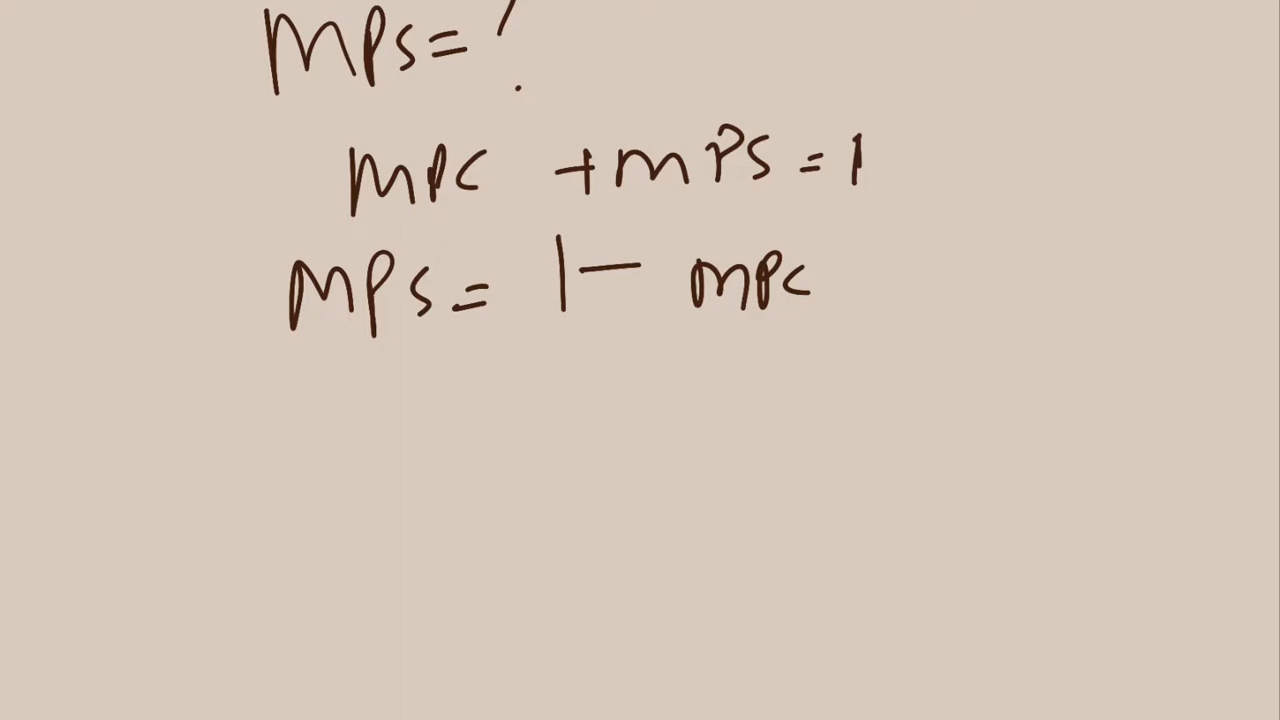 MPS= ?
MPC + MPS = 1
MPS = 1 - MPC